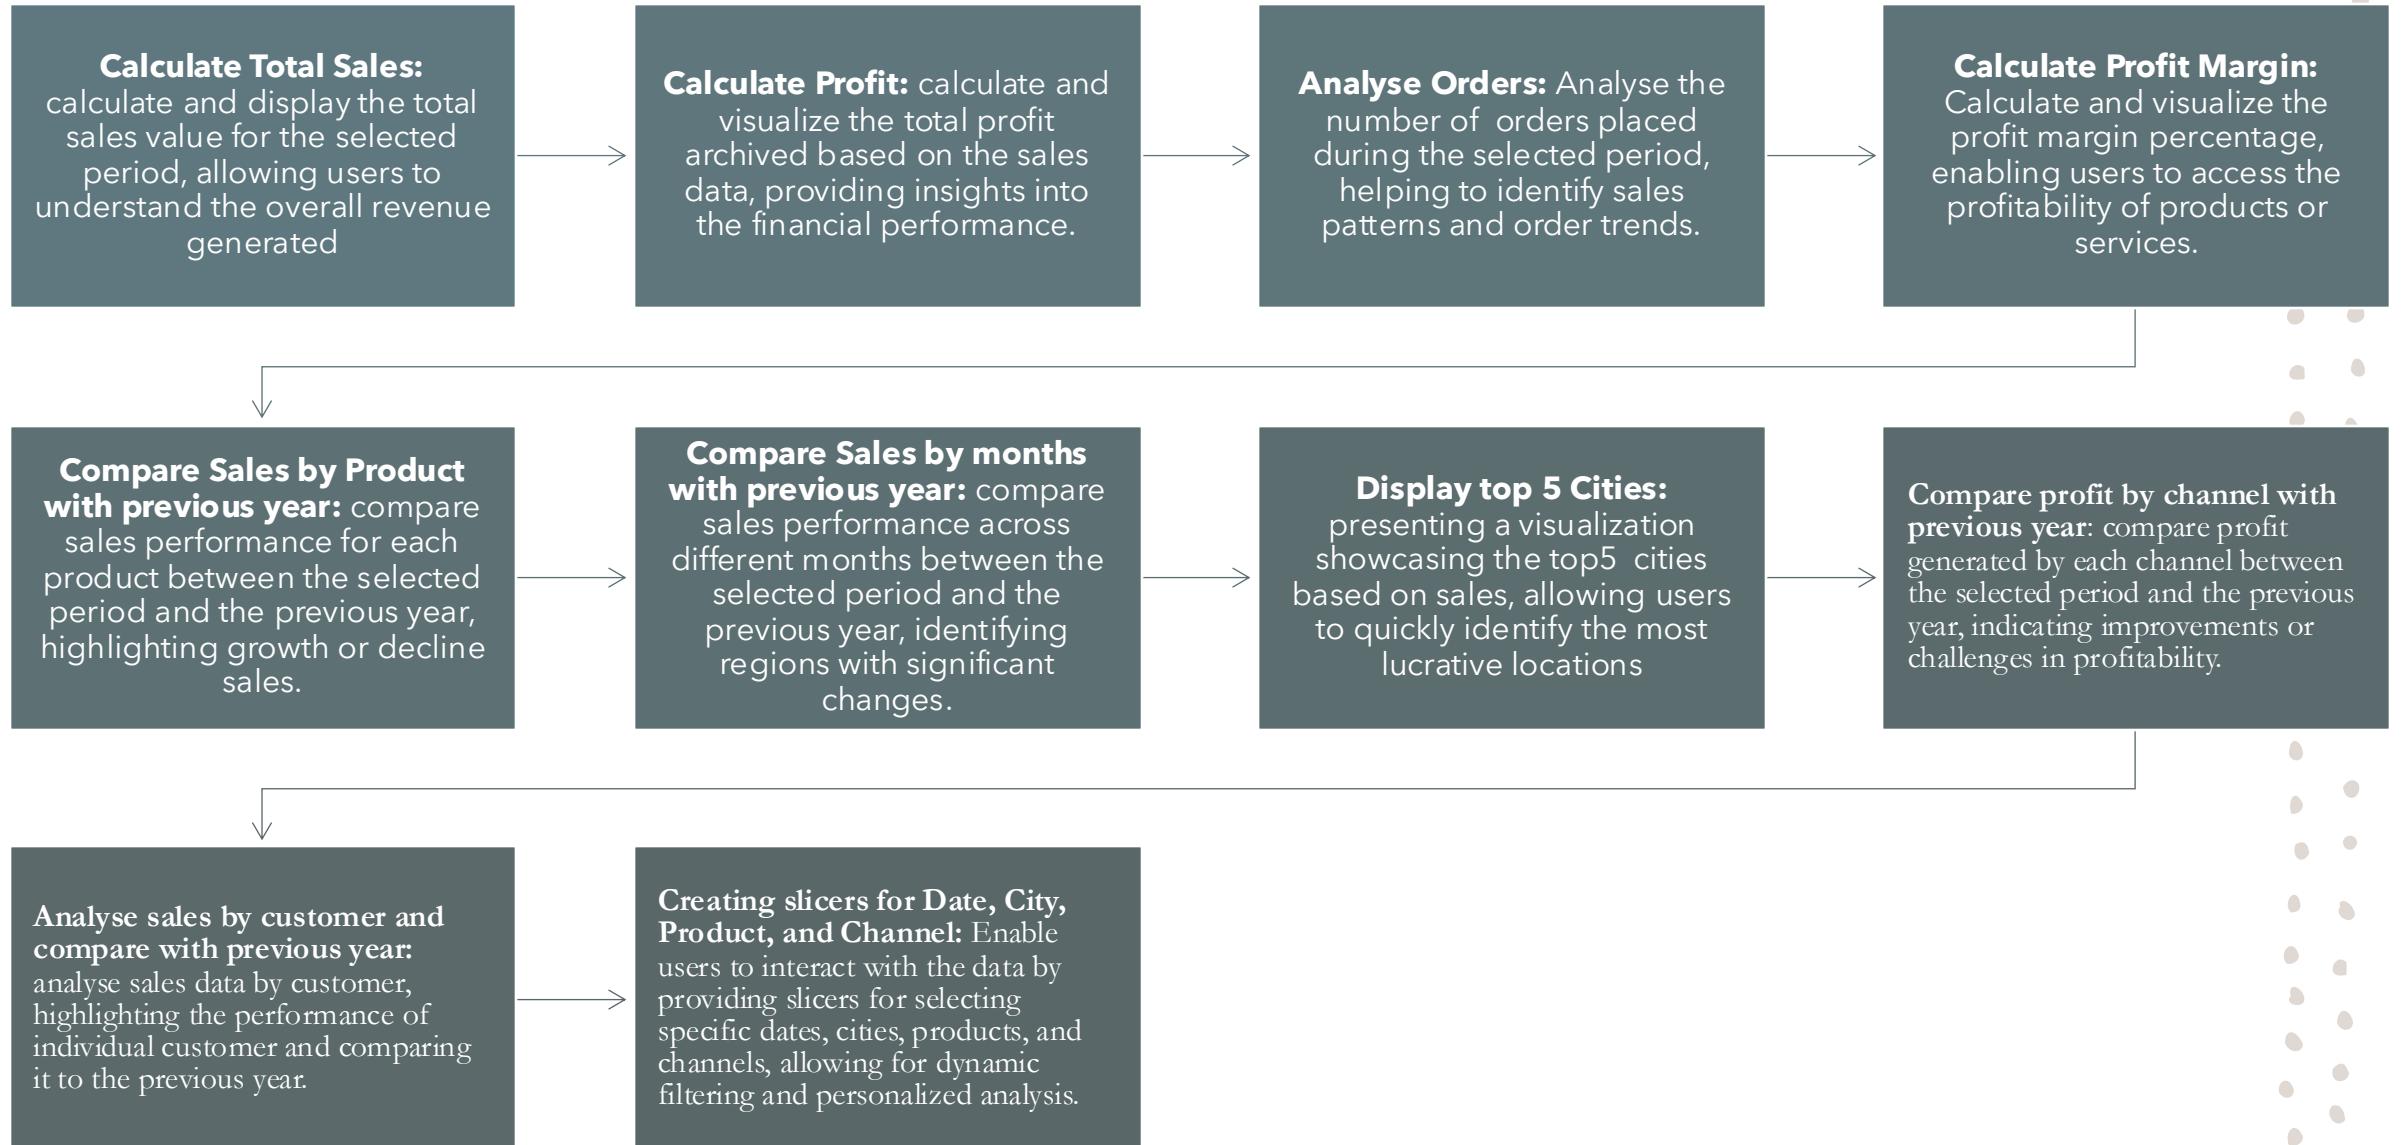 Calculate Total Sales:
calculate and display the total
sales value for the selected
period, allowing users to
understand the overall revenue
generated
Calculate Profit: calculate and
visualize the total profit
archived based on the sales
data, providing insights into
the financial performance.
Analyse Orders: Analyse the
number of  orders placed
during the selected period,
helping to identify sales
patterns and order trends.
Calculate Profit Margin:
Calculate and visualize the
profit margin percentage,
enabling users to access the
profitability of products or
services.
Compare Sales by Product
with previous year: compare
sales performance for each
product between the selected
period and the previous year,
highlighting growth or decline
sales.
Compare Sales by months
with previous year: compare
sales performance across
different months between the
selected period and the
previous year, identifying
regions with significant
changes.
Display top 5 Cities:
presenting a visualization
showcasing the top5  cities
based on sales, allowing users
to quickly identify the most
lucrative locations
Compare profit by channel with
previous year: compare profit
generated by each channel between
the selected period and the previous
year, indicating improvements or
challenges in profitability.
Analyse sales by customer and
compare with previous year:
analyse sales data by customer,
highlighting the performance of
individual customer and comparing
it to the previous year.
Creating slicers for Date, City,
Product, and Channel: Enable
users to interact with the data by
providing slicers for selecting
specific dates, cities, products, and
channels, allowing for dynamic
filtering and personalized analysis.